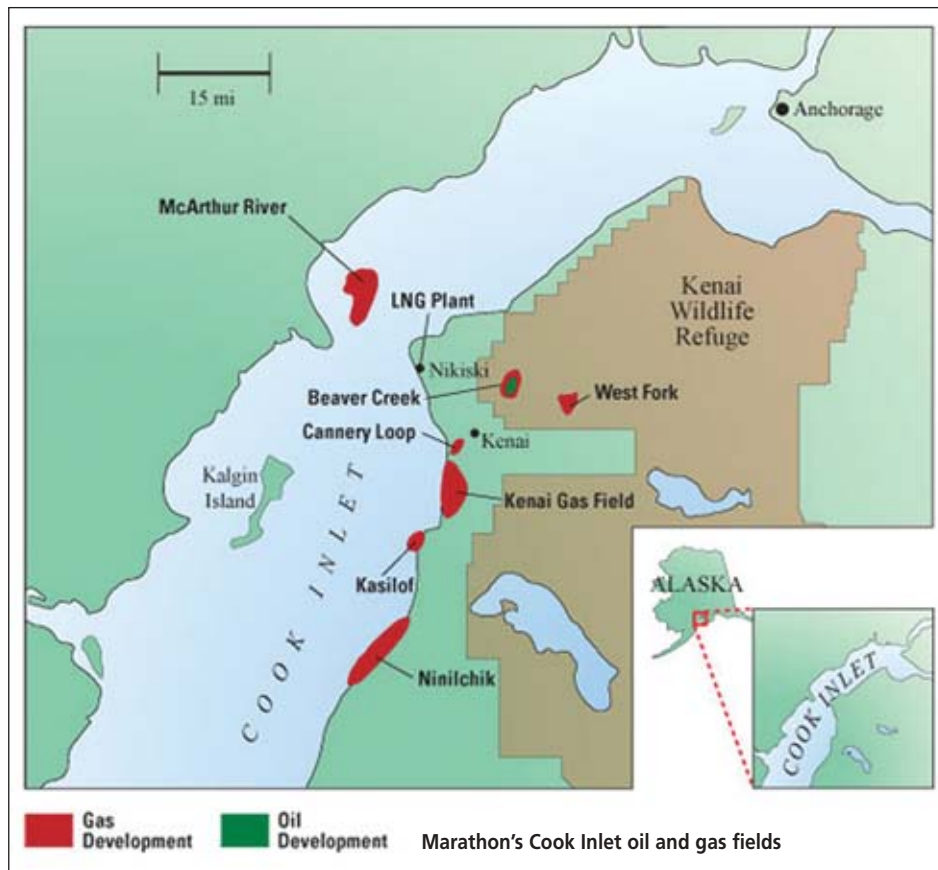 15 mi
Anchorage
McArthur River
LNG Plant
Kenai
Wildlife
Refuge
Nikiski
Beaver Creek
West Fork
Cannery Loop
Kenai
Kalgin
Island
Kenai Gas Field
COOK INLET
Kasilof
Ninilchik
ALASKA
COOK INLET
Gas
Development
Oil
Development
Marathon's Cook Inlet oil and gas fields